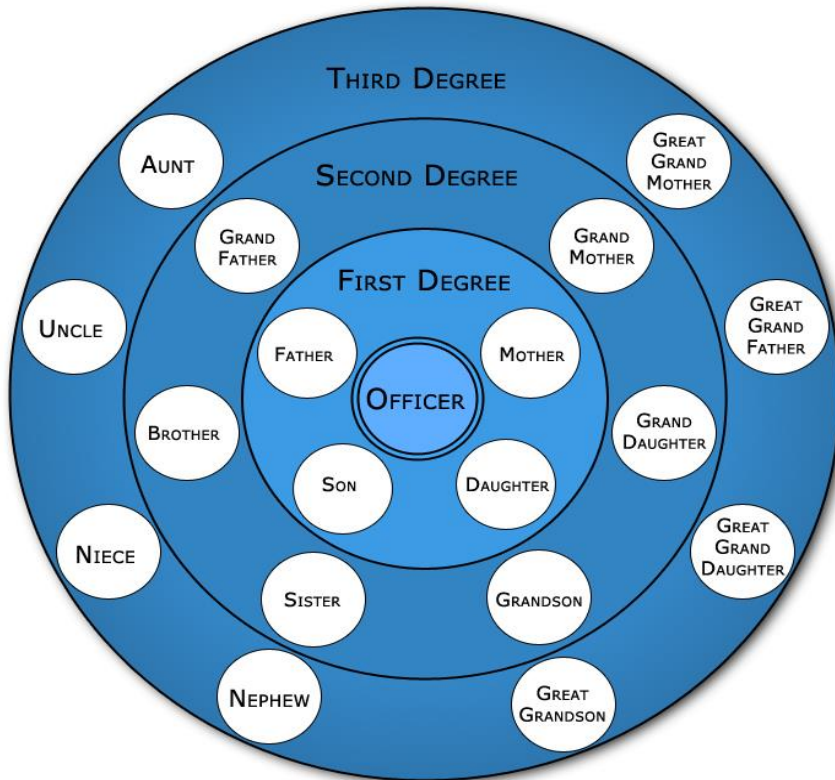 Third Degree
Aunt
Great
Grand
Mother
Second Degree
Grand
Father
Grand
Mother
First Degree
Uncle
Great
Grand
Father
Father
Mother
Officer
Brother
Grand
Daughter
Son
Daughter
Niece
Great
Grand
Daughter
Sister
Grandson
Nephew
Great
Grandson